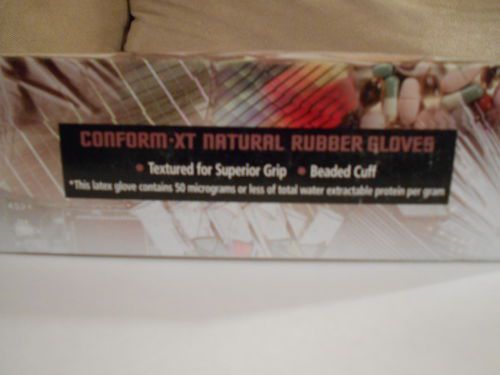 CONFORM·XT NATURAL RUBBER GLOVES
• Textured for Superior Grip • Beaded Cuff
*This latex glove contains 50 micrograms or less of total water extractable protein per gram